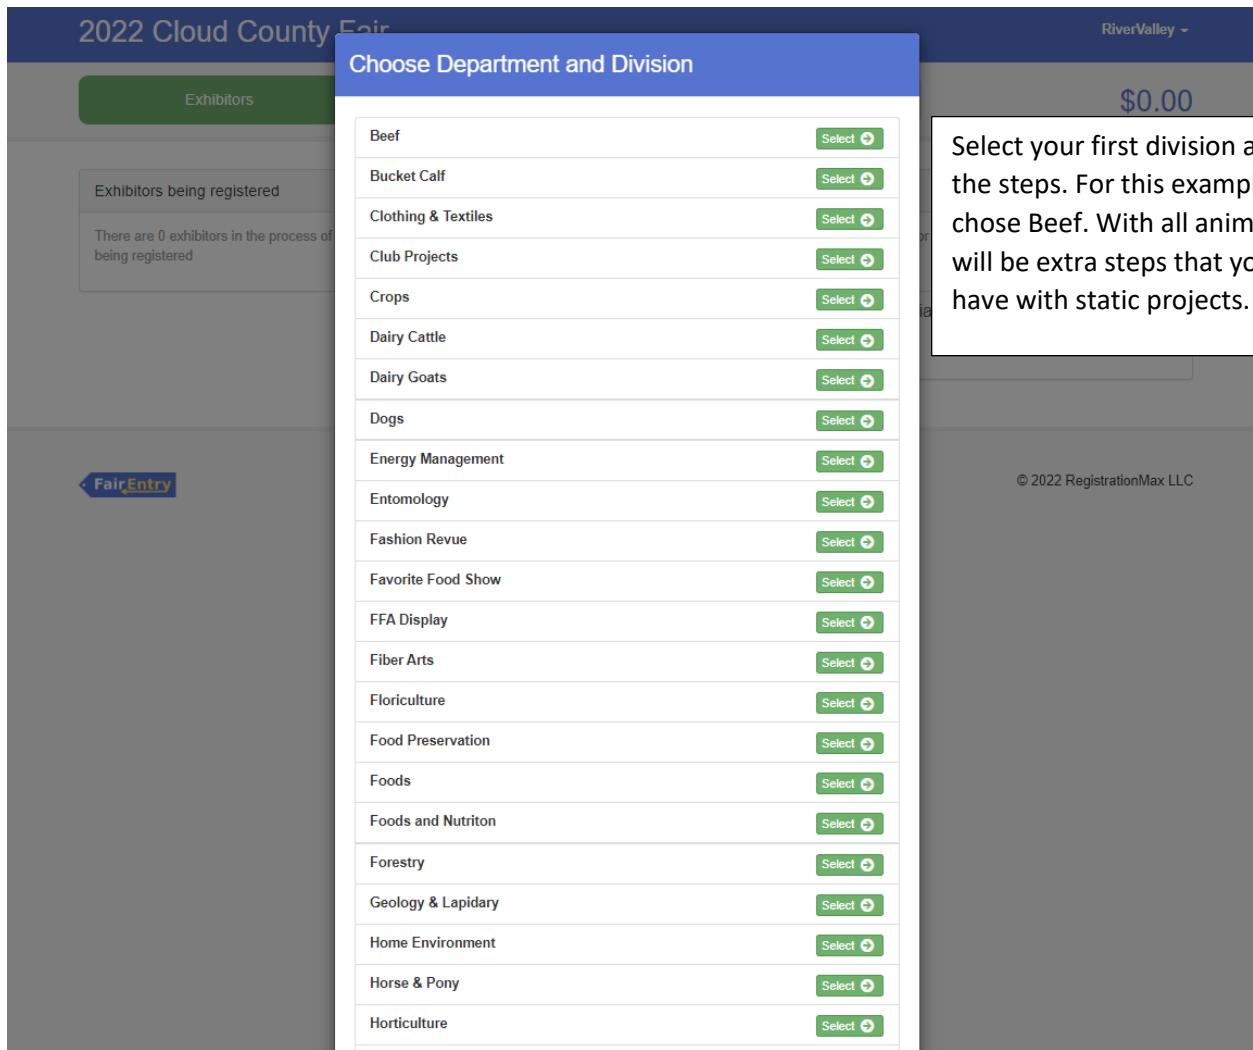 2022 Cloud County Fair
RiverValley
Choose Department and Division
Exhibitors
$0.00
Exhibitors being registered
There are 0 exhibitors in the process of
being registered
Beef Select
Bucket Calf Select
Clothing & Textiles Select
Club Projects Select
Crops Select
Dairy Cattle Select
Dairy Goats Select
Dogs Select
Energy Management Select
Entomology Select
Fashion Revue Select
Favorite Food Show Select
FFA Display Select
Fiber Arts Select
Floriculture Select
Food Preservation Select
Foods Select
Foods and Nutriton Select
Forestry Select
Geology & Lapidary Select
Home Environment Select
Horse & Pony Select
Horticulture Select
Select your first division
the steps. For this
chose Beef. With all
will be extra steps that
have with static projects.
FairEntry
© 2022 RegistrationMax LLC